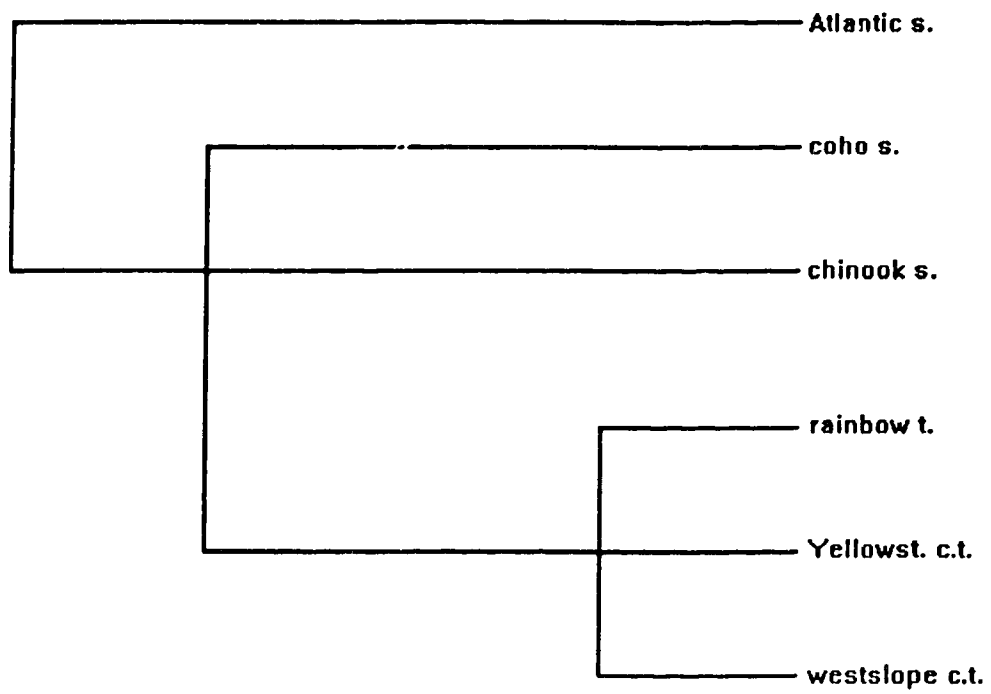 Atlantic s.
coho s.
chinook s.
rainbow t.
Yellowst. c.t.
westslope c.t.